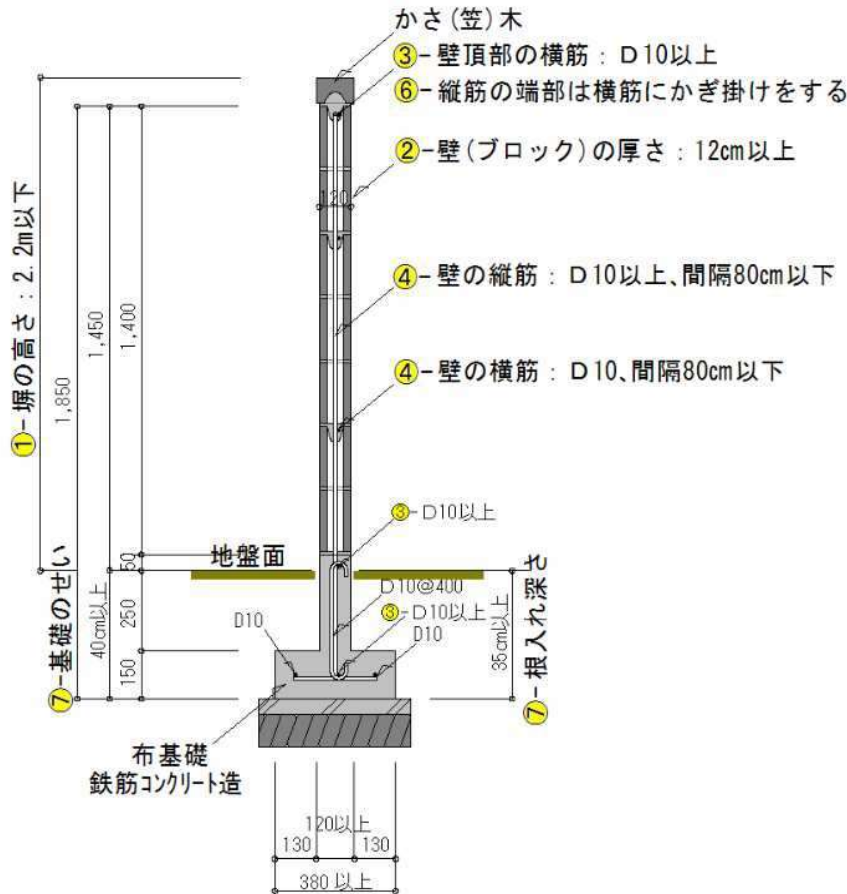 かさ(笠)木
③-壁頂部の横筋：D10以上
⑥-縦筋の端部は横筋にかぎ掛けをする
②-壁(ブロック)の厚さ：12cm以上
120
④-壁の縦筋：D10以上、間隔80cm以下
④-壁の横筋：D10、間隔80cm以下
①-塀の高さ：2.2m以下
1,850
1,450
1,400
③-D10以上
地盤面
50
D10@400
③-D10以上
D10
D10
⑦-基礎のせい
40cm以上
250
150
35cm以上
⑦-根入れ深さ
布基礎
鉄筋コンクリート造
120以上
130
130
380以上